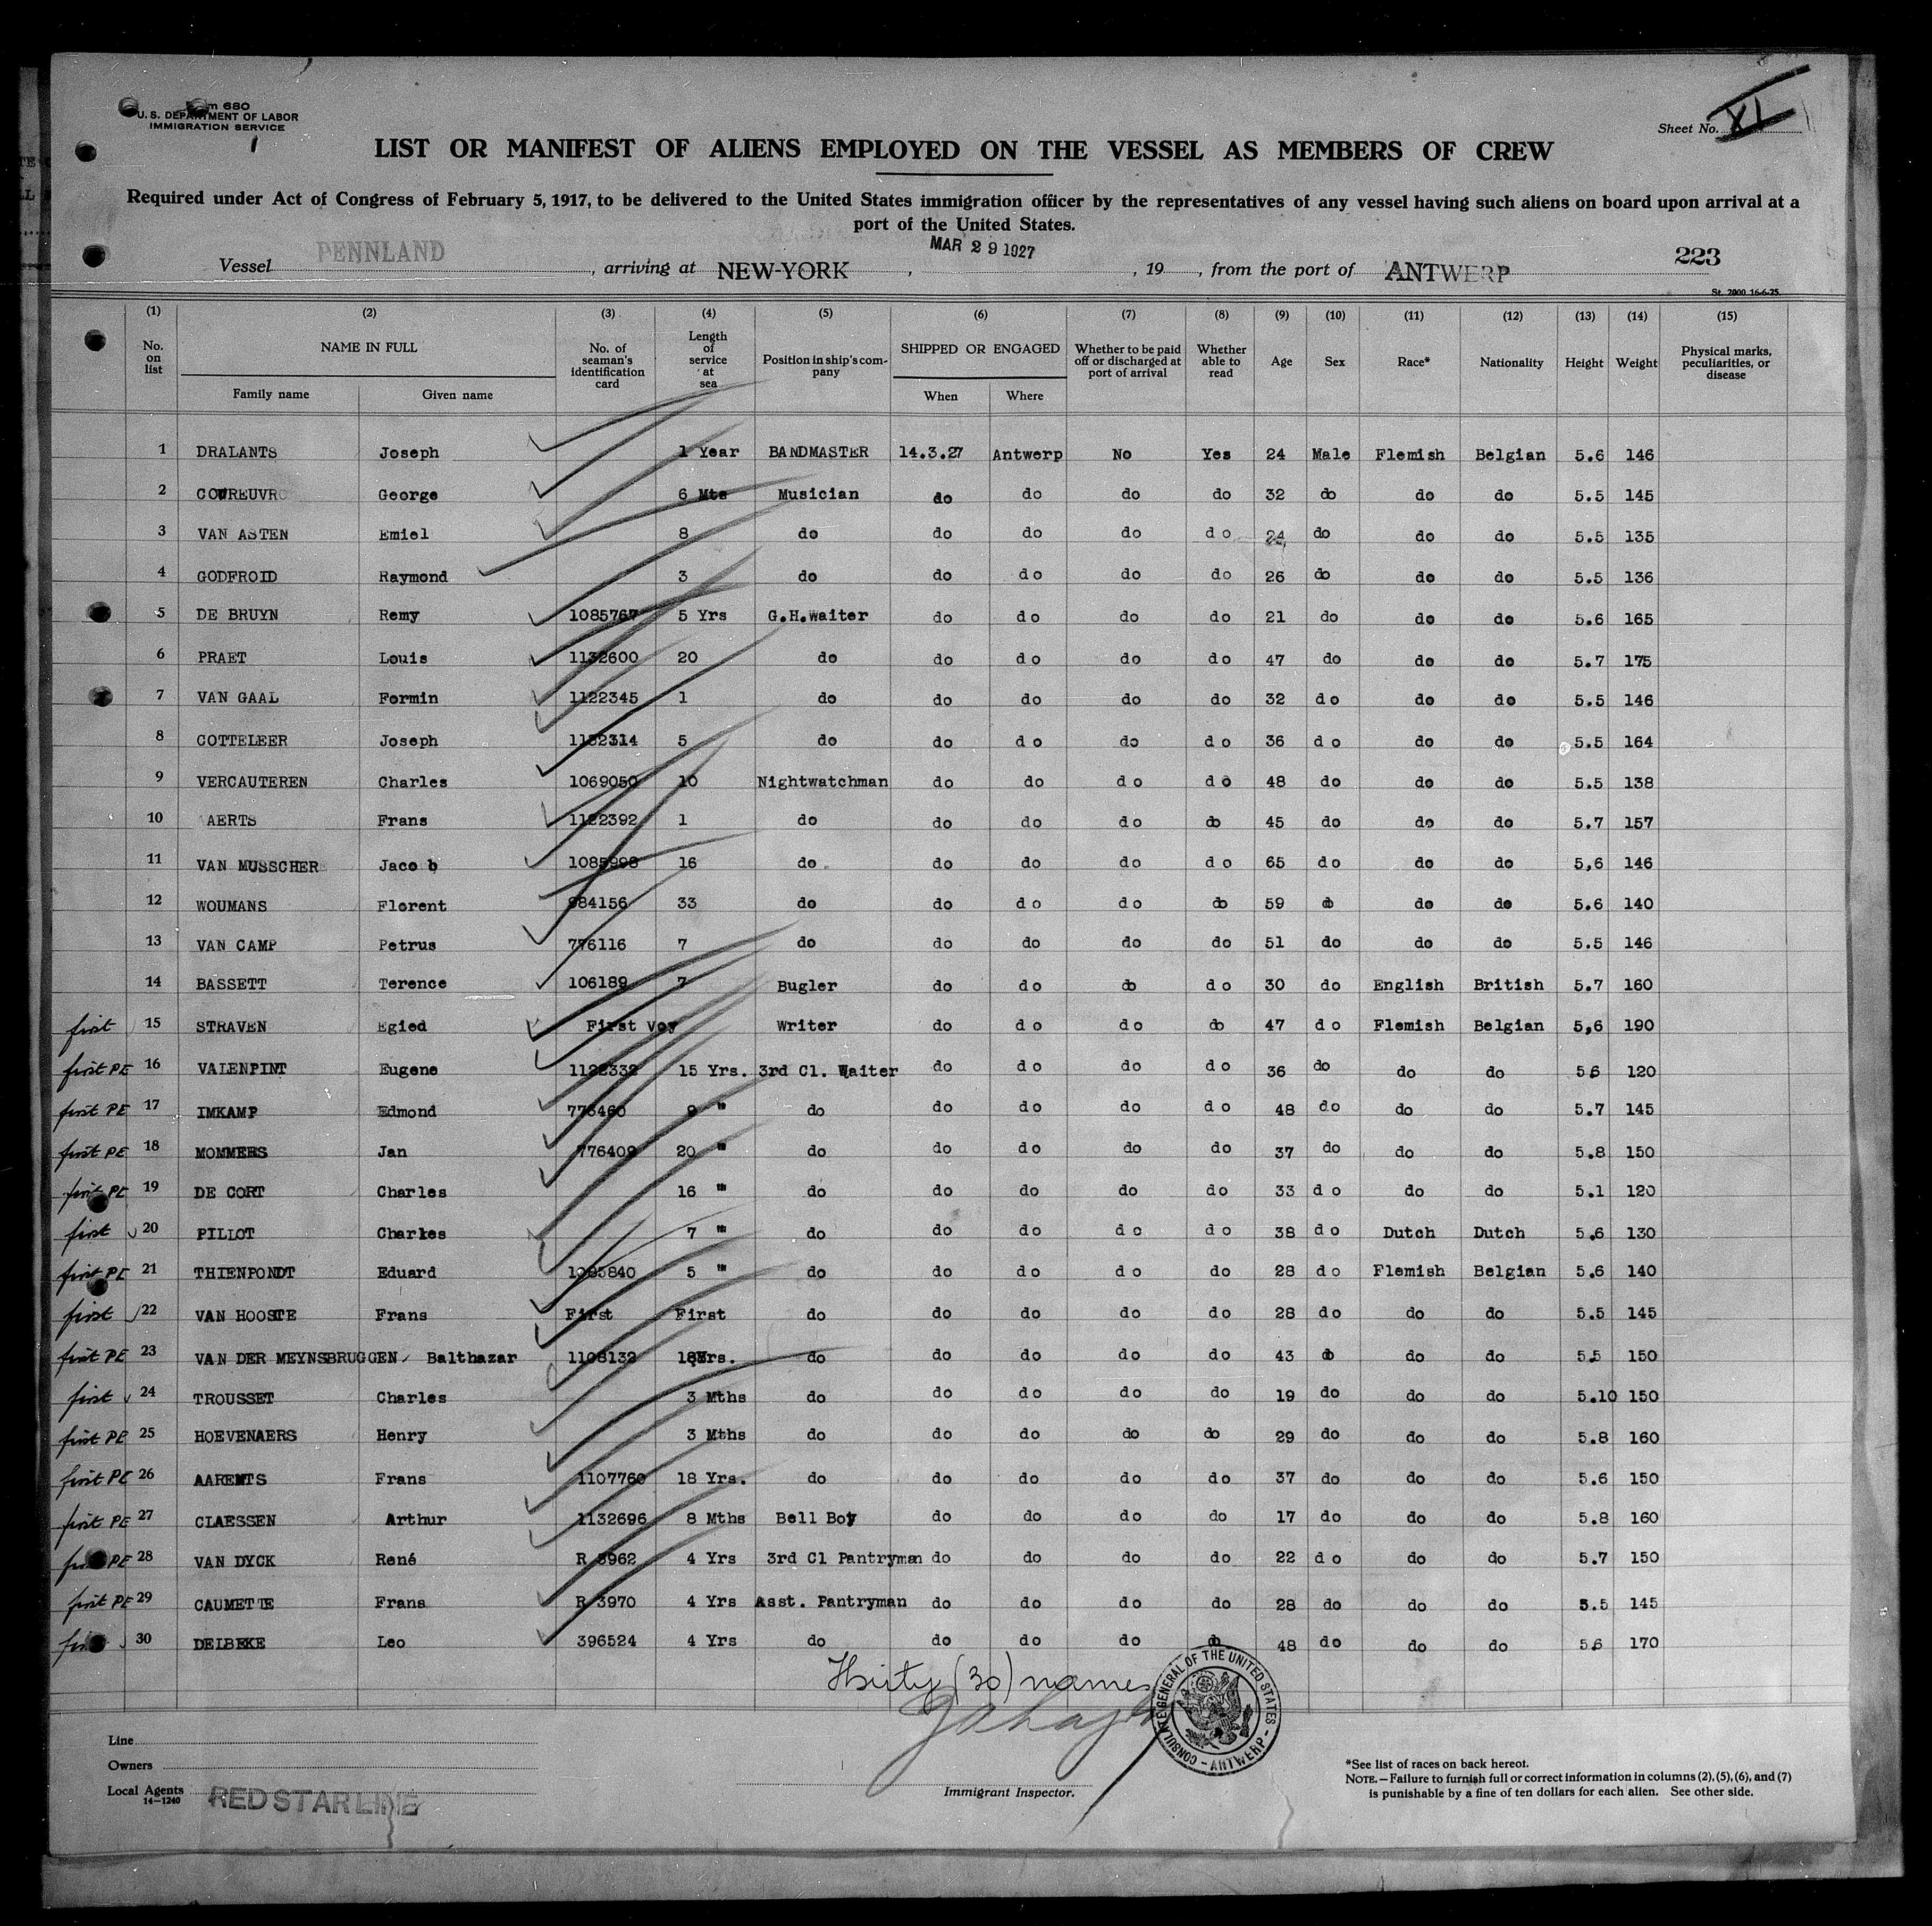 Form 680
U. S. DEPARTMENT OF LABOR
IMMIGRATION SERVICE
Sheet No. XI
LIST OR MANIFEST OF ALIENS EMPLOYED ON THE VESSEL AS MEMBERS OF CREW
Required under Act of Congress of February 5, 1917, to be delivered to the United States immigration officer by the representatives of any vessel having such aliens on board upon arrival at a
port of the United States.
Vessel PENNLAND, arriving at NEW-YORK, MAR 29 1927, 19 , from the port of ANTWERP 223
St. 2000 16-6-25.
(1) (2) (3) (4) (5) (6) (7) (8) (9) (10) (11) (12) (13) (14) (15)
No. on list NAME IN FULL Family name Given name No. of seaman's identification card Length of service at sea Position in ship's company SHIPPED OR ENGAGED When Where Whether to be paid off or discharged at port of arrival Whether able to read Age Sex Race* Nationality Height Weight Physical marks, peculiarities, or disease
1 DRALANTS Joseph 1 Year BANDMASTER 14.3.27 Antwerp No Yes 24 Male Flemish Belgian 5.6 146
2 George 6 Mts Musician do do do do 32 do do do 5.5 145
3 VAN ASTEN Emiel 8 do do do do do 24 do do do 5.5 135
4 GODFROID Raymond 3 do do do do do 26 do do do 5.5 136
5 DE BRUYN Remy 1085767 5 Yrs G.H.waiter do do do do 21 do do do 5.6 165
6 PRAET Louis 1132600 20 do do do do do 47 do do do 5.7 175
7 VAN GAAL Formin 1122345 1 do do do do do 32 do do do 5.5 146
8 COTTELEER Joseph 1132314 5 do do do do do 36 do do do 5.5 164
9 VERCAUTEREN Charles 1069050 10 Nightwatchman do do do do 48 do do do 5.5 138
10 AERTS Frans 1122392 1 do do do do do 45 do do do 5.7 157
11 VAN MUSSCHER Jacob 1085998 16 do do do do do 65 do do do 5,6 146
12 WOUMANS Florent 984156 33 do do do do do 59 do do do 5.6 140
13 VAN CAMP Petrus 776116 7 do do do do do 51 do do do 5.5 146
14 BASSETT Terence 106189 7 Bugler do do do do 30 do English British 5.7 160
first 15 STRAVEN Egied First Voy Writer do do do do 47 do Flemish Belgian 5,6 190
first PE 16 VALENPINT Eugene 1122332 15 Yrs. 3rd Cl. Waiter do do do do 36 do do do 56 120
first PE 17 IMKAMP Edmond 776460 9 " do do do do do 48 do do do 5.7 145
first PE 18 MOMMERS Jan 776409 20 " do do do do do 37 do do do 5.8 150
first PE 19 DE CORT Charles 16 " do do do do do 33 do do do 5.1 120
first 20 PILLOT Charles 7 " do do do do do 38 do Dutch Dutch 5.6 130
first PE 21 THIENPONDT Eduard 1085840 5 " do do do do do 28 do Flemish Belgian 5.6 140
first 22 VAN HOOSTE Frans First First do do do do do 28 do do do 5.5 145
first PE 23 VAN DER MEYNSBRUGGEN Balthazar 1108132 18Yrs. do do do do do 43 do do do 5.5 150
first 24 TROUSSET Charles 3 Mths do do do do do 19 do do do 5.10 150
first PE 25 HOEVENAERS Henry 3 Mths do do do do do 29 do do do 5.8 160
first PE 26 AARENTS Frans 1107760 18 Yrs. do do do do do 37 do do do 5.6 150
first PE 27 CLAESSEN Arthur 1132696 8 Mths Bell Boy do do do do 17 do do do 5.8 160
first PE 28 VAN DYCK René R 3962 4 Yrs 3rd Cl Pantryman do do do do 22 do do do 5.7 150
first PE 29 CAUMETTE Frans R 3970 4 Yrs Asst. Pantryman do do do do 28 do do do 5.5 145
first 30 DELBEKE Leo 396524 4 Yrs do do do do do 48 do do do 56 170
Thirty (30) names
CONSULATE GENERAL OF THE UNITED STATES - ANTWERP -
Line
Owners
Local Agents RED STAR LINE
14-1240
Immigrant Inspector.
*See list of races on back hereof.
NOTE.—Failure to furnish full or correct information in columns (2), (5), (6), and (7)
is punishable by a fine of ten dollars for each alien. See other side.